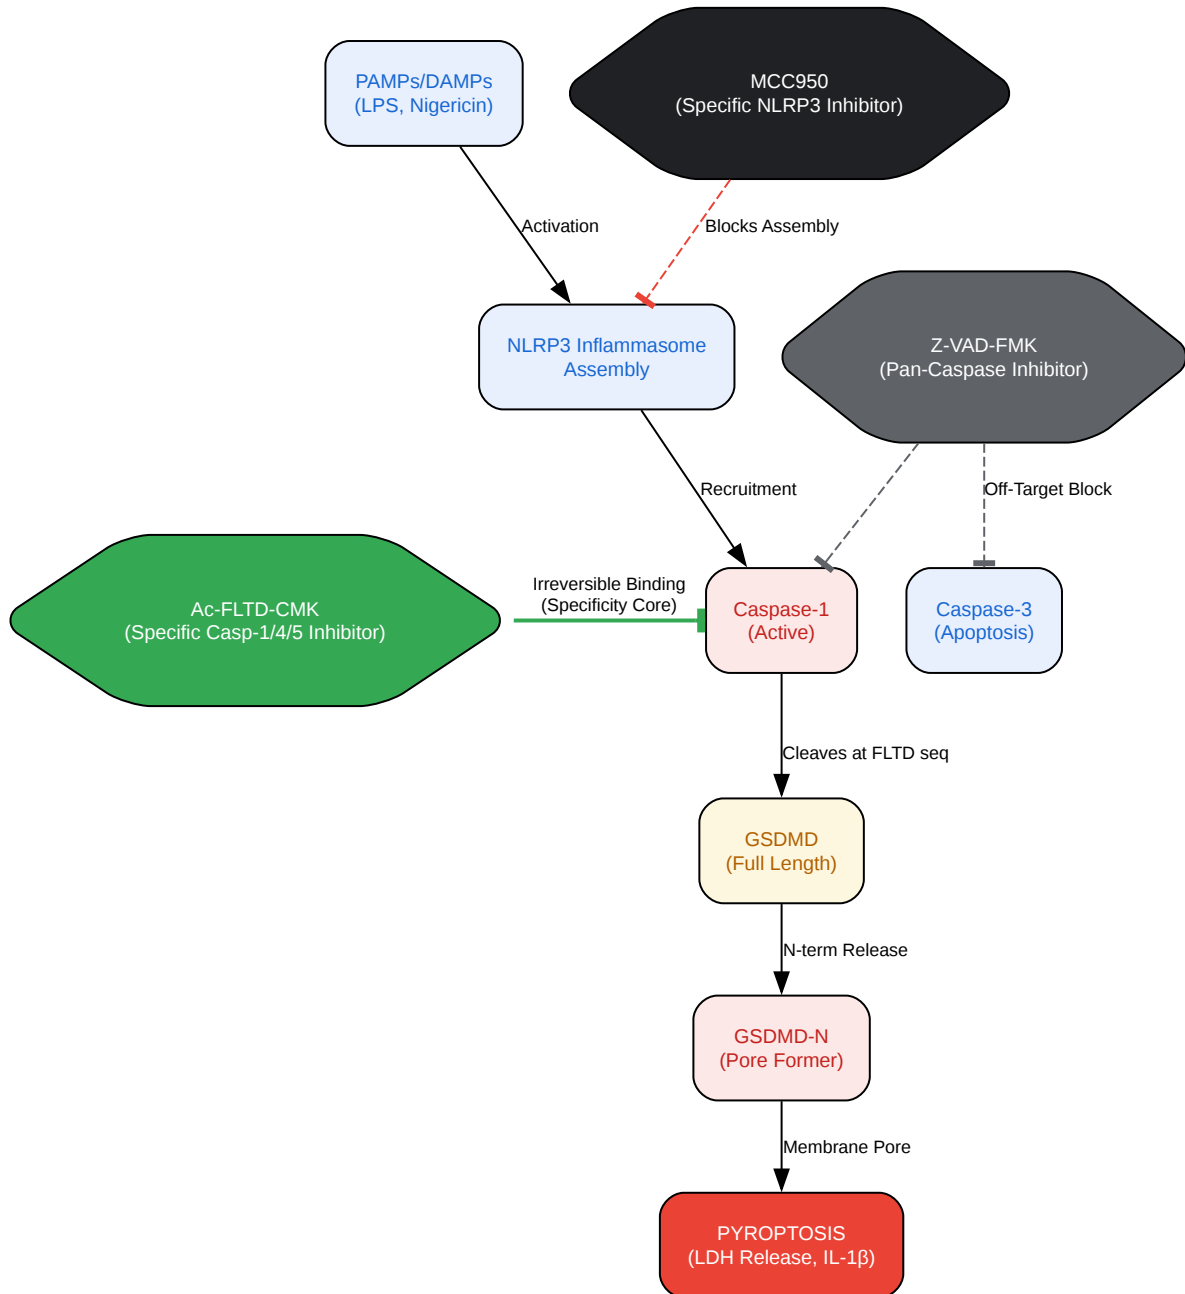 PAMPs/DAMPs
(LPS, Nigericin)
MCC950
(Specific NLRP3 Inhibitor)
Activation
Blocks Assembly
NLRP3 Inflammasome
Assembly
Z-VAD-FMK
(Pan-Caspase Inhibitor)
Recruitment
Off-Target Block
Ac-FLTD-CMK
(Specific Casp-1/4/5 Inhibitor)
Irreversible Binding
(Specificity Core)
Caspase-1
(Active)
Caspase-3
(Apoptosis)
Cleaves at FLTD seq
GSDMD
(Full Length)
N-term Release
GSDMD-N
(Pore Former)
Membrane Pore
PYROPTOSIS
(LDH Release, IL-1β)